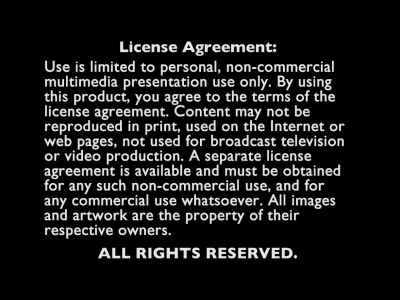 License Agreement:
Use is limited to personal, non-commercial
multimedia presentation use only. By using
this product, you agree to the terms of the
license agreement. Content may not be
reproduced in print, used on the Internet or
web pages, not used for broadcast television
or video production. A separate license
agreement is available and must be obtained
for any such non-commercial use, and for
any commercial use whatsoever. All images
and artwork are the property of their
respective owners.
ALL RIGHTS RESERVED.